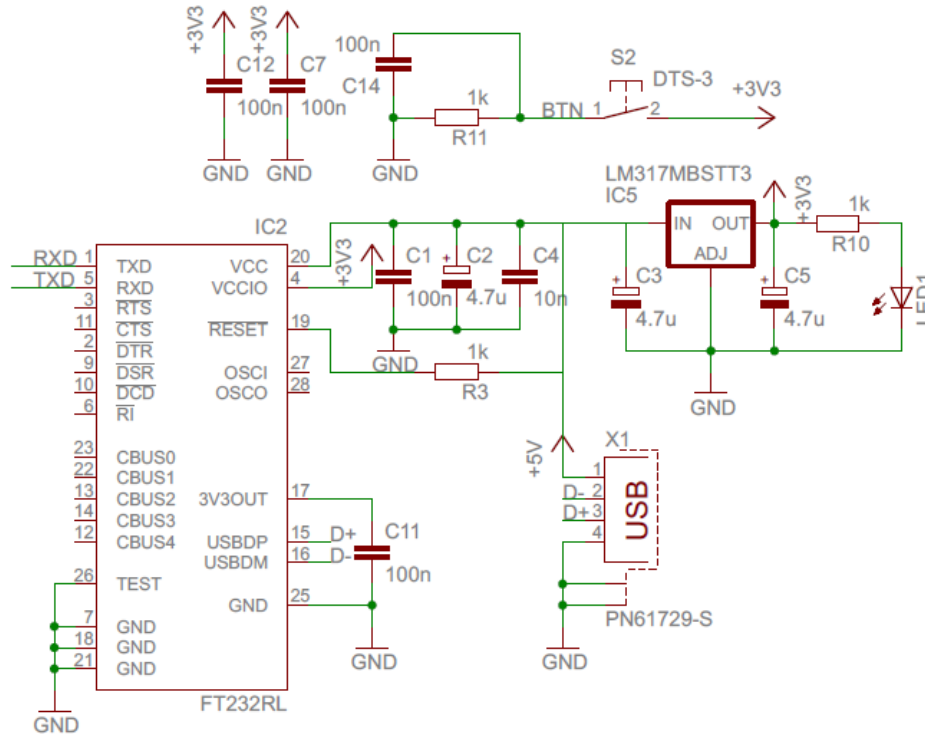 +3V3
+3V3
C12
100n
C7
100n
GND
GND
100n
C14
1k
R11
GND
BTN
1
2
S2
DTS-3
+3V3
LM317MBSTT3
IC5
IN
OUT
ADJ
+3V3
1k
R10
C3
4.7u
C5
4.7u
LED1
GND
IC2
RXD
1
TXD
VCC
20
TXD
5
RXD
VCCIO
4
3
RTS
11
CTS
RESET
19
2
DTR
9
DSR
OSCI
27
10
DCD
OSCO
28
6
RI
23
CBUS0
22
CBUS1
13
CBUS2
3V3OUT
17
14
CBUS3
12
CBUS4
USBDP
15
D+
USBDM
16
D-
26
TEST
GND
25
7
GND
18
GND
21
GND
FT232RL
GND
+3V3
C1
100n
C2
4.7u
C4
10n
GND
1k
R3
C11
100n
GND
+5V
X1
1
D-
2
D+
3
4
USB
PN61729-S
GND